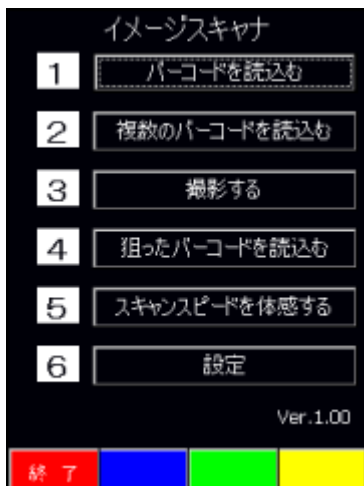 イメージスキャナ
1 バーコードを読込む
2 複数のバーコードを読込む
3 撮影する
4 狙ったバーコードを読込む
5 スキャンスピードを体感する
6 設定
Ver.1.00
終 了